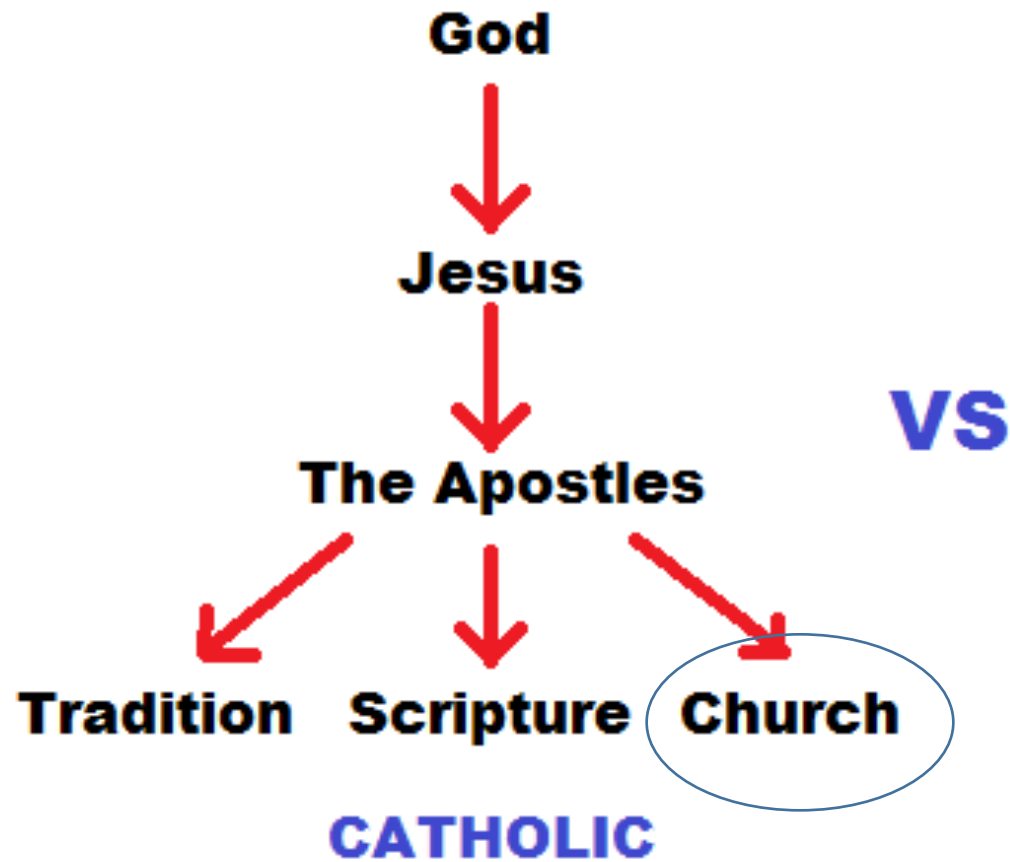 God
Jesus
VS
The Apostles
Tradition Scripture Church
CATHOLIC